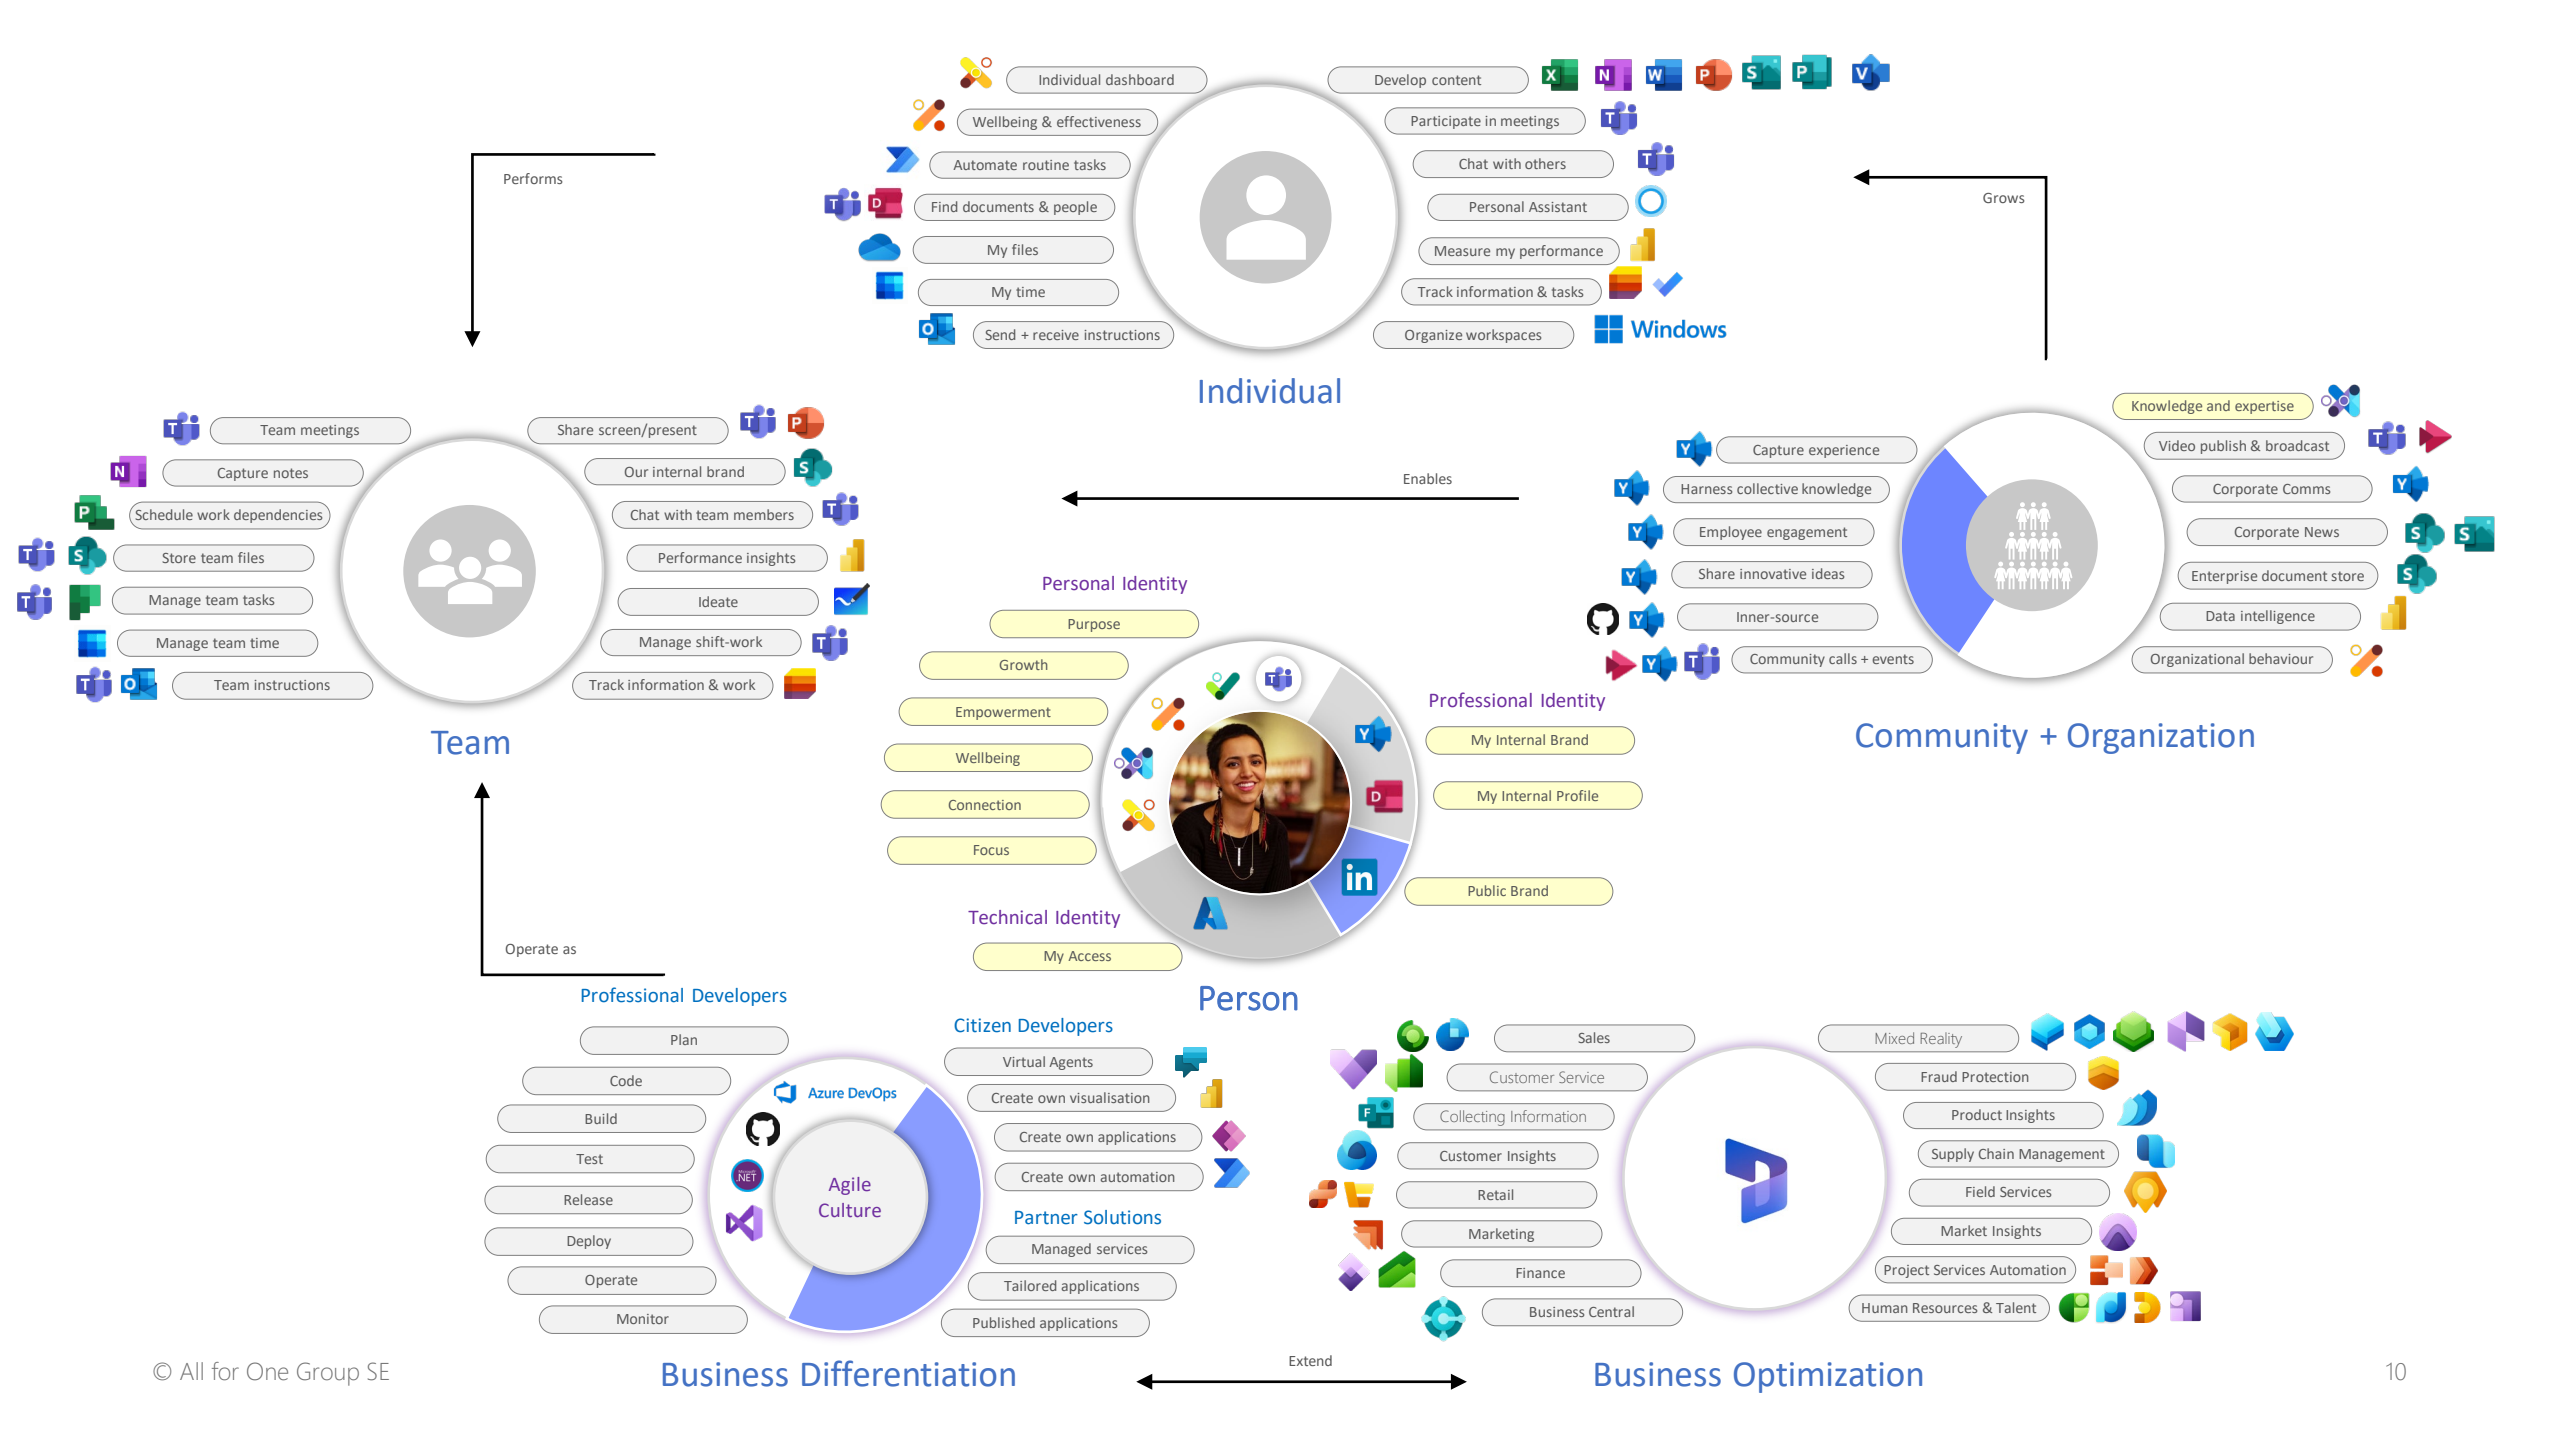 Individual dashboard
Wellbeing & effectiveness
Automate routine tasks
Find documents & people
My files
My time
Send + receive instructions
Develop content
Participate in meetings
Chat with others
Personal Assistant
Measure my performance
Track information & tasks
Organize workspaces
Windows
Individual
Performs
Grows
Team meetings
Capture notes
Schedule work dependencies
Store team files
Manage team tasks
Manage team time
Team instructions
Share screen/present
Our internal brand
Chat with team members
Performance insights
Ideate
Manage shift-work
Track information & work
Team
Enables
Capture experience
Harness collective knowledge
Employee engagement
Share innovative ideas
Inner-source
Community calls + events
Knowledge and expertise
Video publish & broadcast
Corporate Comms
Corporate News
Enterprise document store
Data intelligence
Organizational behaviour
Community + Organization
Personal Identity
Purpose
Growth
Empowerment
Wellbeing
Connection
Focus
Professional Identity
My Internal Brand
My Internal Profile
in
Public Brand
Technical Identity
My Access
Person
Operate as
Professional Developers
Plan
Code
Build
Test
Release
Deploy
Operate
Monitor
Azure DevOps
.NET
Agile
Culture
Citizen Developers
Virtual Agents
Create own visualisation
Create own applications
Create own automation
Partner Solutions
Managed services
Tailored applications
Published applications
Business Differentiation
Extend
Sales
Customer Service
Collecting Information
Customer Insights
Retail
Marketing
Finance
Business Central
Mixed Reality
Fraud Protection
Product Insights
Supply Chain Management
Field Services
Market Insights
Project Services Automation
Human Resources & Talent
Business Optimization
© All for One Group SE
10